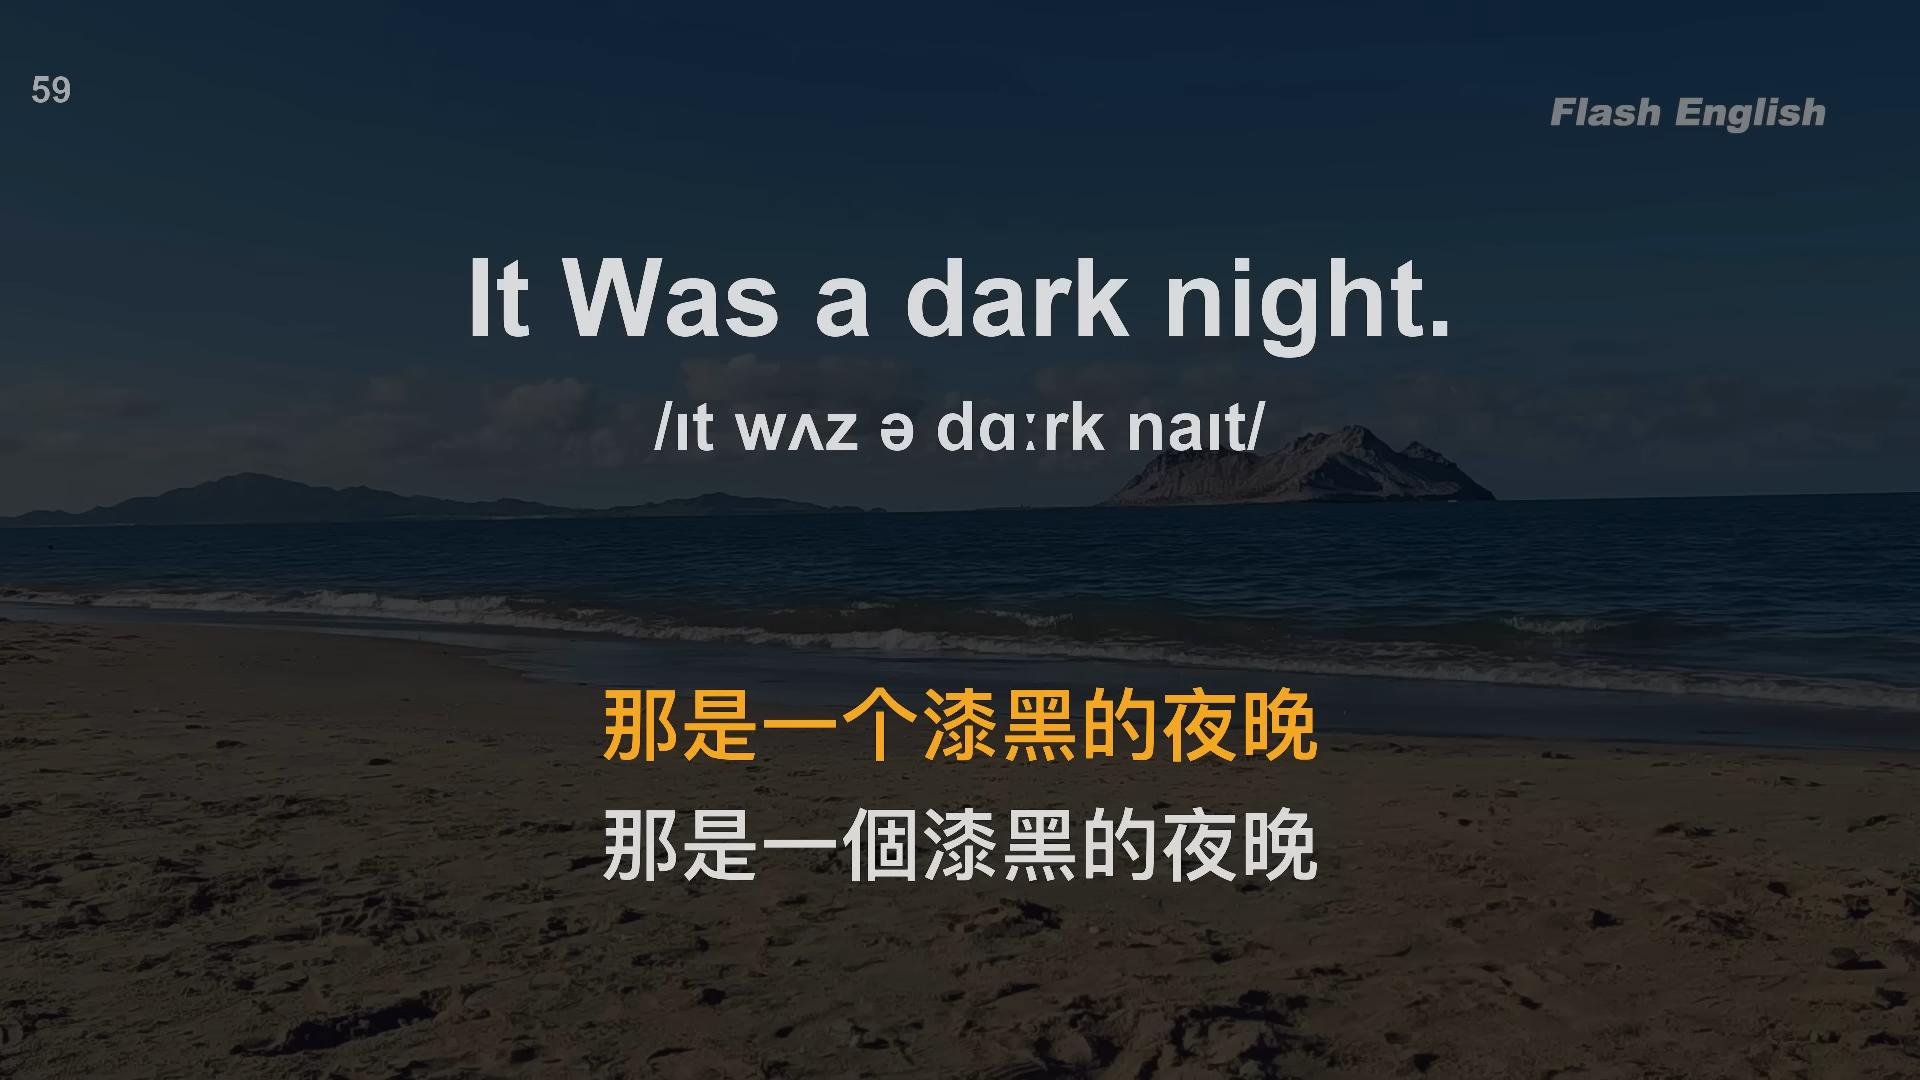 59
Flash English
It Was a dark night.
/ɪt wʌz ə dɑːrk naɪt/
那是一个漆黑的夜晚
那是一個漆黑的夜晚